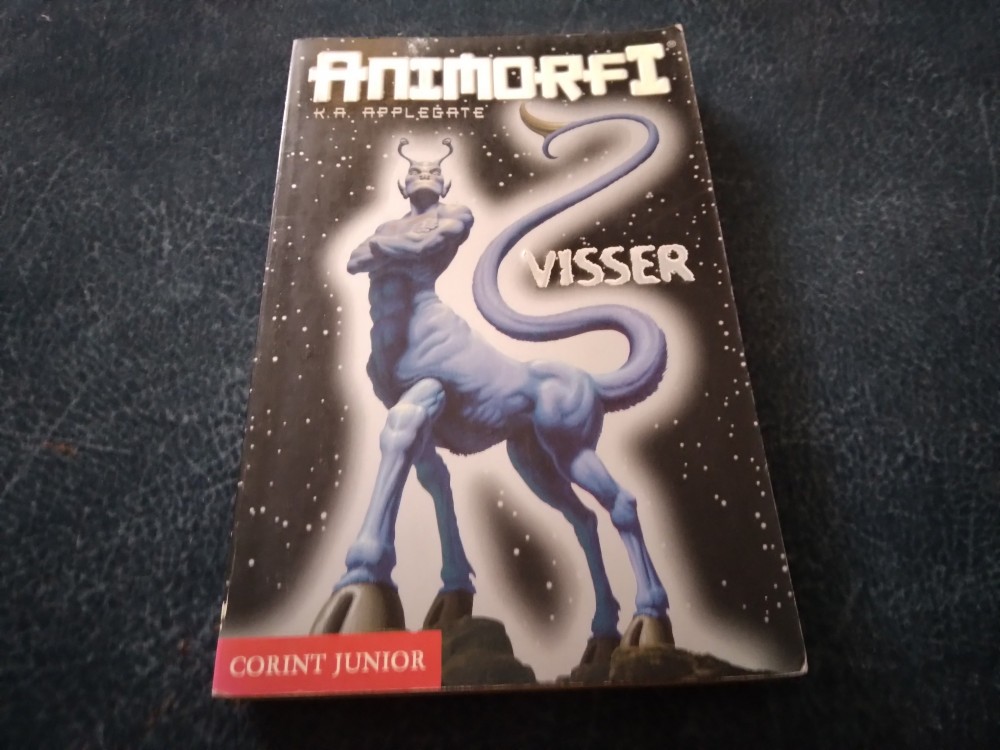 ANIMORFI®
K.A. APPLEGATE
VISSER
CORINT JUNIOR